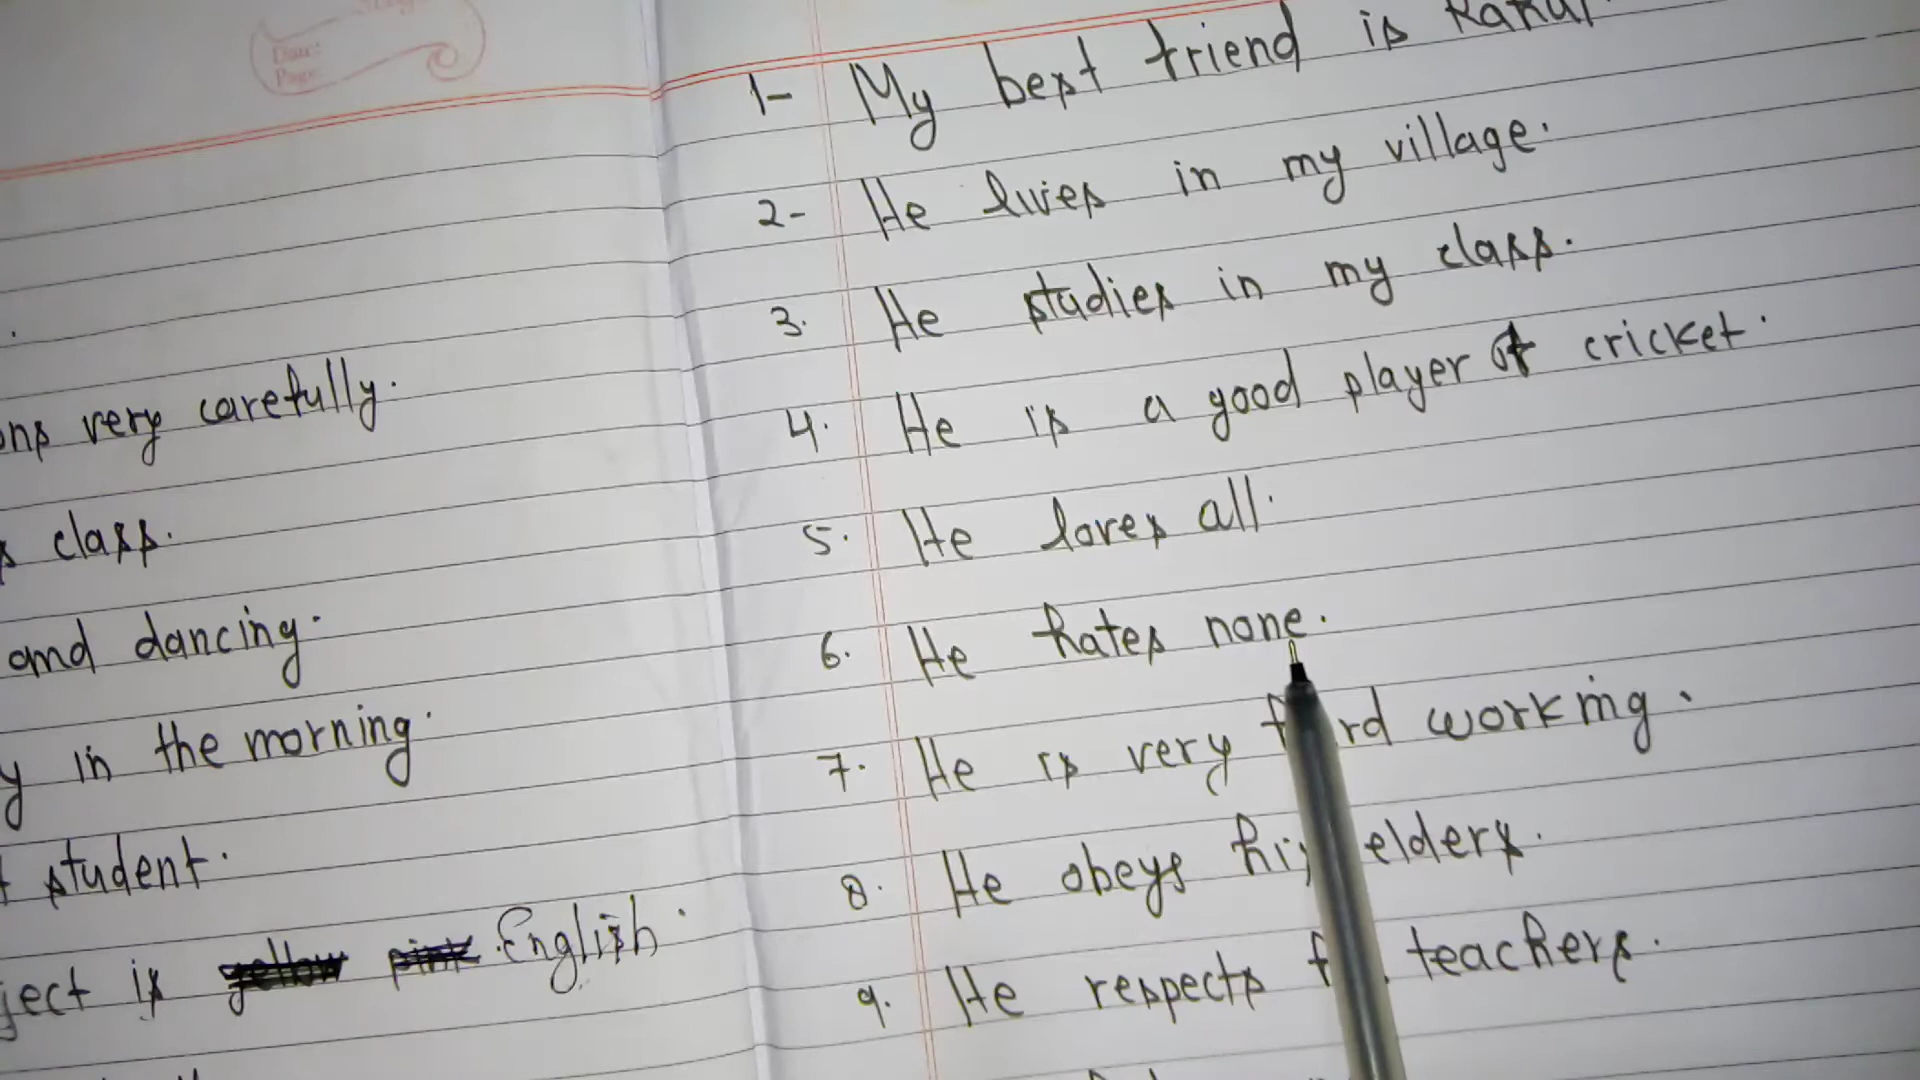 Date:
Page:
ons very carefully.
s class.
and dancing.
y in the morning.
student.
ject is yellow pink English.
1- My best friend is Rahul
2- He lives in my village.
3. He studies in my class.
4. He is a good player of cricket.
5. He loves all.
6. He hates none.
7. He is very hard working.
8. He obeys his elders.
9. He respects teachers.